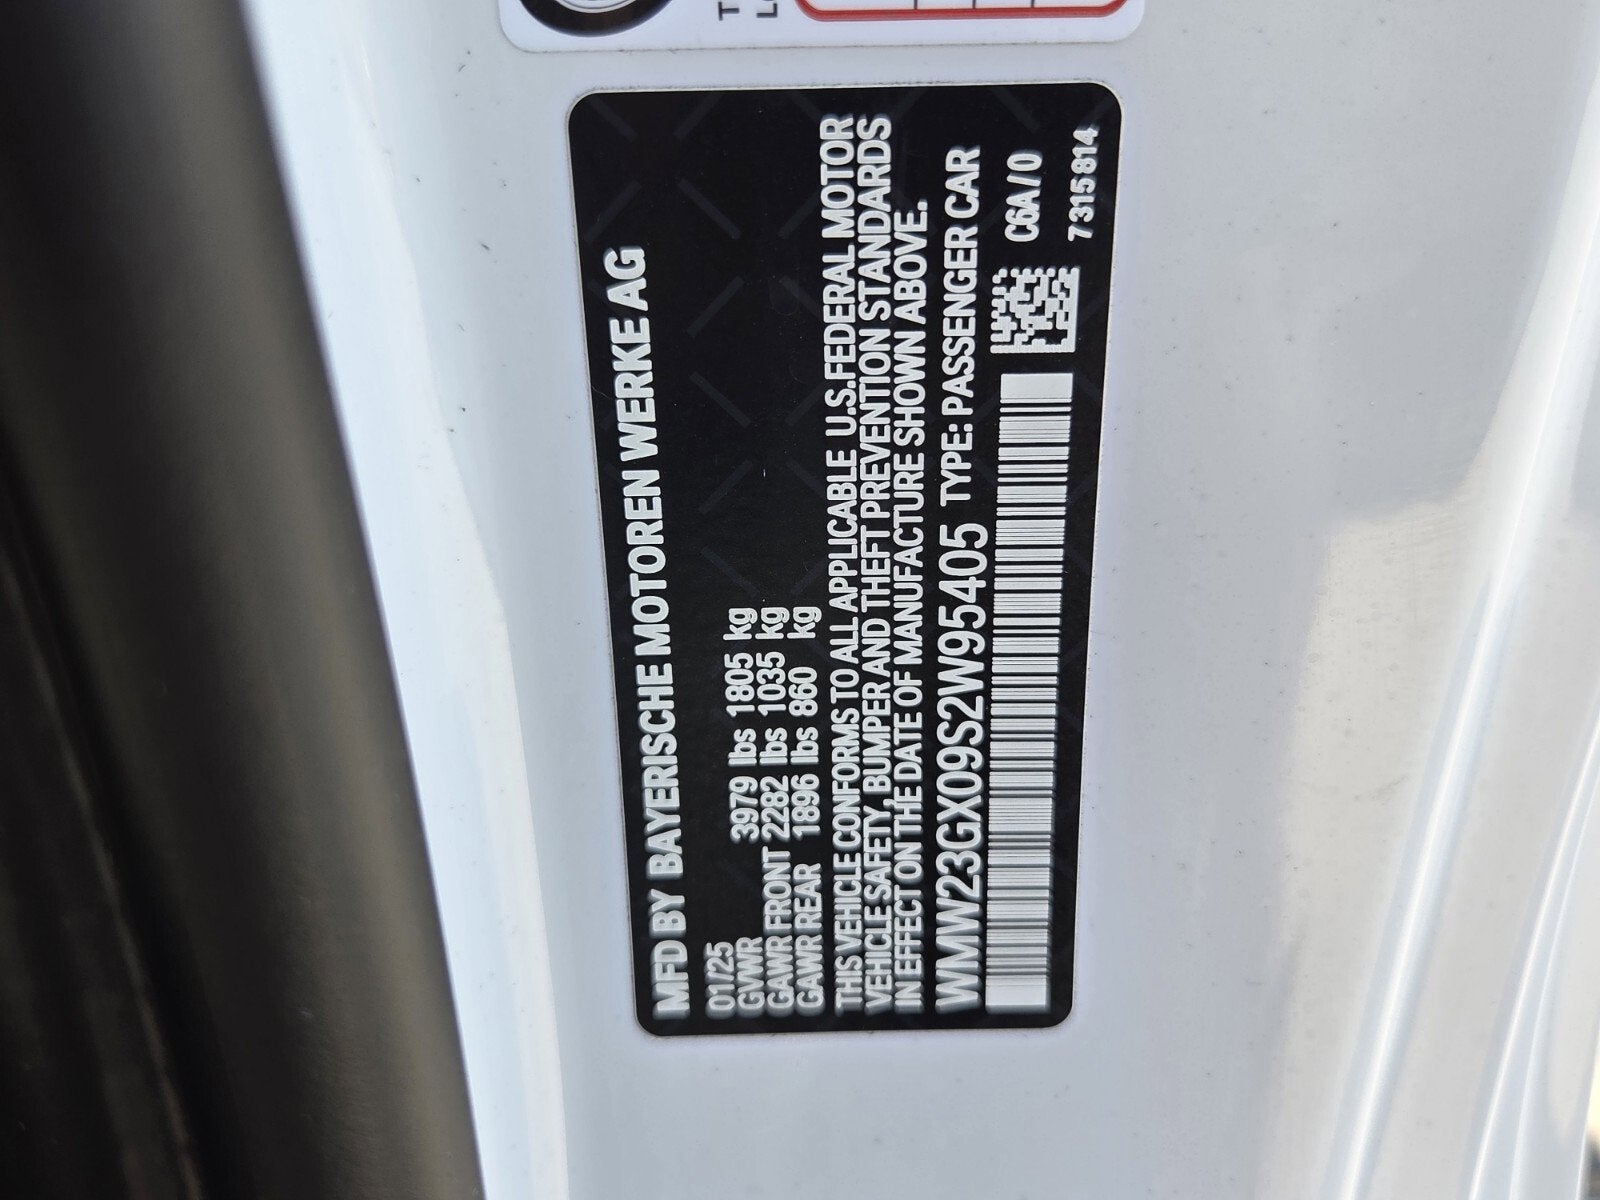 MFD BY BAYERISCHE MOTOREN WERKE AG
01/25
GVWR 3979 lbs 1805 kg
GAWR FRONT 2282 lbs 1035 kg
GAWR REAR 1896 lbs 860 kg
THIS VEHICLE CONFORMS TO ALL APPLICABLE U.S.FEDERAL MOTOR
VEHICLE SAFETY, BUMPER AND THEFT PREVENTION STANDARDS
IN EFFECT ON THE DATE OF MANUFACTURE SHOWN ABOVE.
WMW23GX09S2W95405 TYPE: PASSENGER CAR
C6A/0
7315814